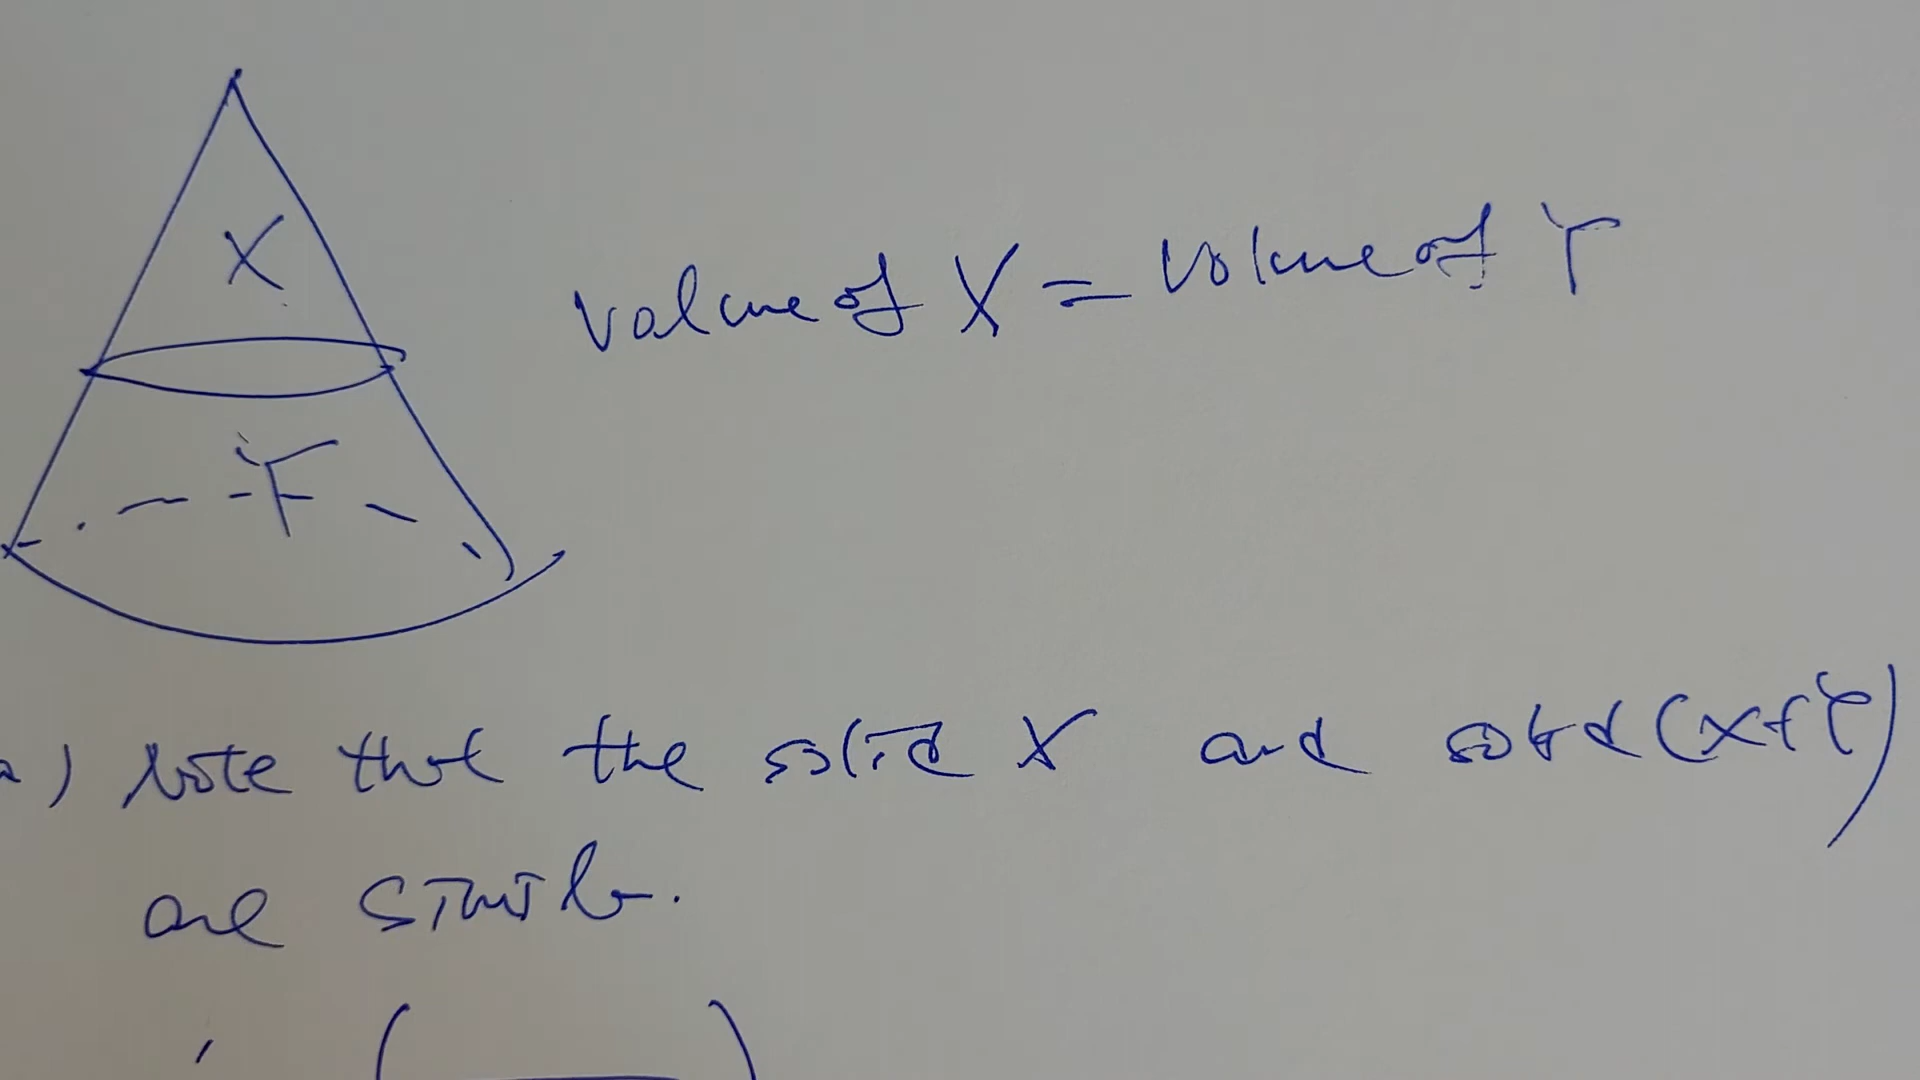 X
volume of X = volume of Y
Y
a) Note that the solid X and solid (X+Y)
are similar.
( )